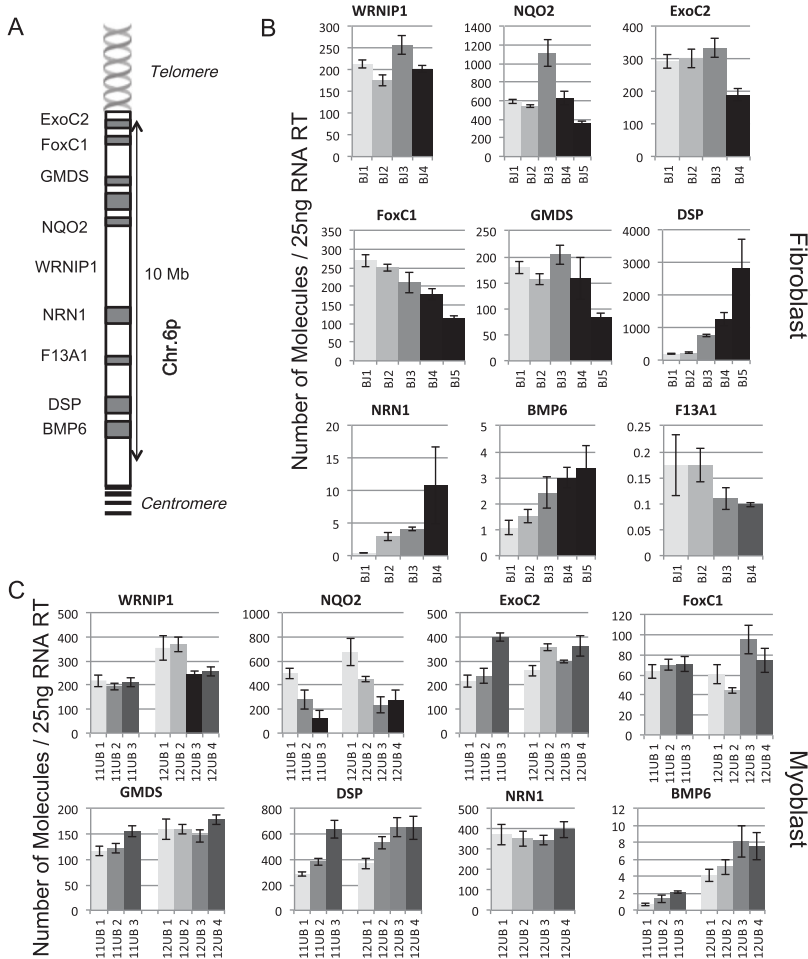 A
Telomere
ExoC2
FoxC1
GMDS
NQO2
WRNIP1
NRN1
F13A1
DSP
BMP6
10 Mb
Chr.6p
Centromere
B
Number of Molecules / 25ng RNA RT
Fibroblast
WRNIP1
300
250
200
150
100
50
0
BJ1 BJ2 BJ3 BJ4
NQO2
1400
1200
1000
800
600
400
200
0
BJ1 BJ2 BJ3 BJ4 BJ5
ExoC2
400
300
200
100
0
BJ1 BJ2 BJ3 BJ4
FoxC1
350
300
250
200
150
100
50
0
BJ1 BJ2 BJ3 BJ4 BJ5
GMDS
250
200
150
100
50
0
BJ1 BJ2 BJ3 BJ4 BJ5
DSP
4000
3000
2000
1000
0
BJ1 BJ2 BJ3 BJ4 BJ5
NRN1
20
15
10
5
0
BJ1 BJ2 BJ3 BJ4
BMP6
5
4
3
2
1
0
BJ1 BJ2 BJ3 BJ4 BJ5
F13A1
0.25
0.2
0.15
0.1
0.05
0
BJ1 BJ2 BJ3 BJ4
C
Number of Molecules / 25ng RNA RT
Myoblast
WRNIP1
500
400
300
200
100
0
11UB 1 11UB 2 11UB 3 12UB 1 12UB 2 12UB 3 12UB 4
NQO2
1000
800
600
400
200
0
11UB 1 11UB 2 11UB 3 12UB 1 12UB 2 12UB 3 12UB 4
ExoC2
500
400
300
200
100
0
11UB 1 11UB 2 11UB 3 12UB 1 12UB 2 12UB 3 12UB 4
FoxC1
120
100
80
60
40
20
0
11UB 1 11UB 2 11UB 3 12UB 1 12UB 2 12UB 3 12UB 4
GMDS
200
150
100
50
0
11UB 1 11UB 2 11UB 3 12UB 1 12UB 2 12UB 3 12UB 4
DSP
800
600
400
200
0
11UB 1 11UB 2 11UB 3 12UB 1 12UB 2 12UB 3 12UB 4
NRN1
500
400
300
200
100
0
12UB 1 12UB 2 12UB 3 12UB 4
BMP6
12
10
8
6
4
2
0
11UB 1 11UB 2 11UB 3 12UB 1 12UB 2 12UB 3 12UB 4